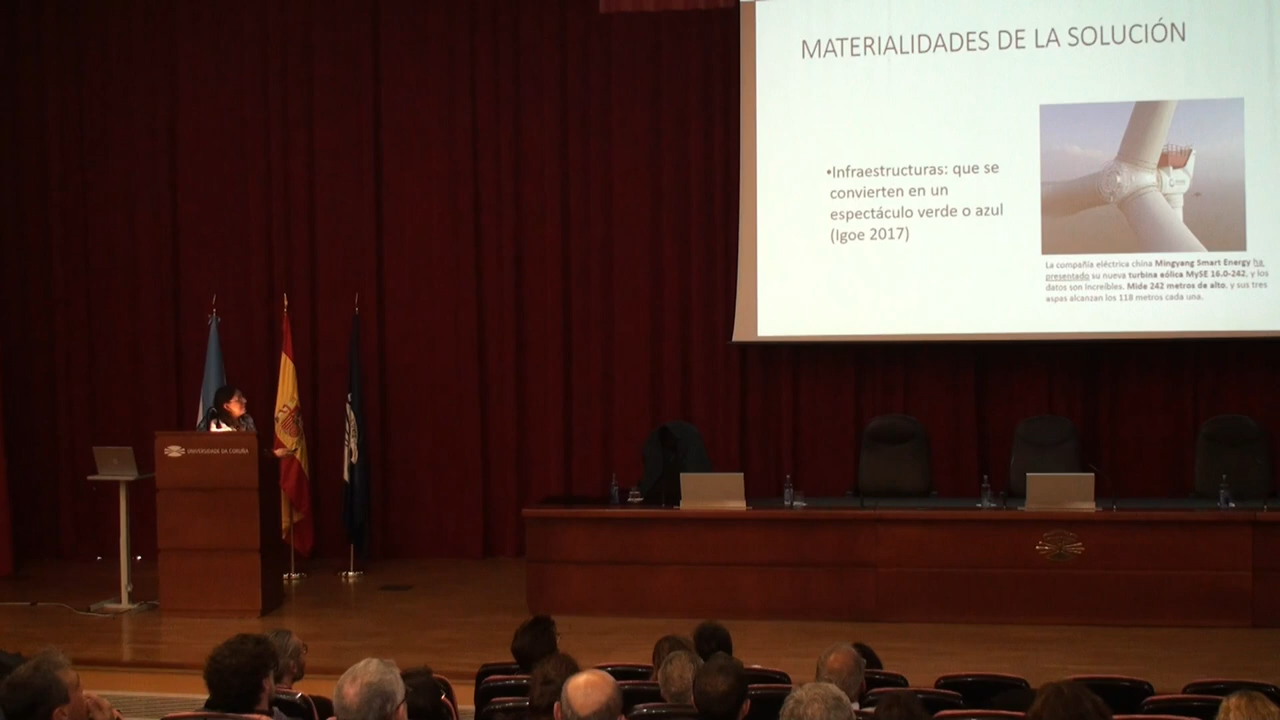 MATERIALIDADES DE LA SOLUCIÓN
•Infraestructuras: que se
convierten en un
espectáculo verde o azul
(Igoe 2017)
La compañía eléctrica china Mingyang Smart Energy ha
presentado su nueva turbina eólica MySE 16.0-242, y los
datos son increíbles. Mide 242 metros de alto, y sus tres
aspas alcanzan los 118 metros cada una.
UNIVERSIDADE DA CORUÑA